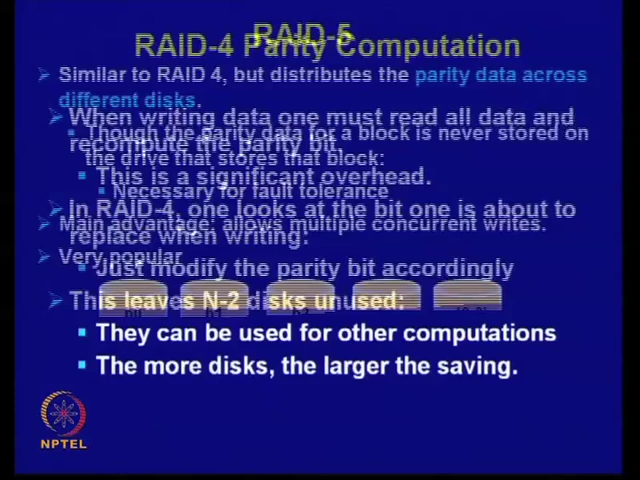 RAID-5
RAID-4 Parity Computation
Similar to RAID 4, but distributes the parity data across
different disks.
When writing data one must read all data and
Though the parity data for a block is never stored on
recompute the parity bit.
the drive that stores that block:
This is a significant overhead.
Necessary for fault tolerance
In RAID-4, one looks at the bit one is about to
Main advantage: allows multiple concurrent writes.
replace when writing:
Very popular
Just modify the parity bit accordingly
This leaves N-2 disks unused:
They can be used for other computations
The more disks, the larger the saving.
NPTEL